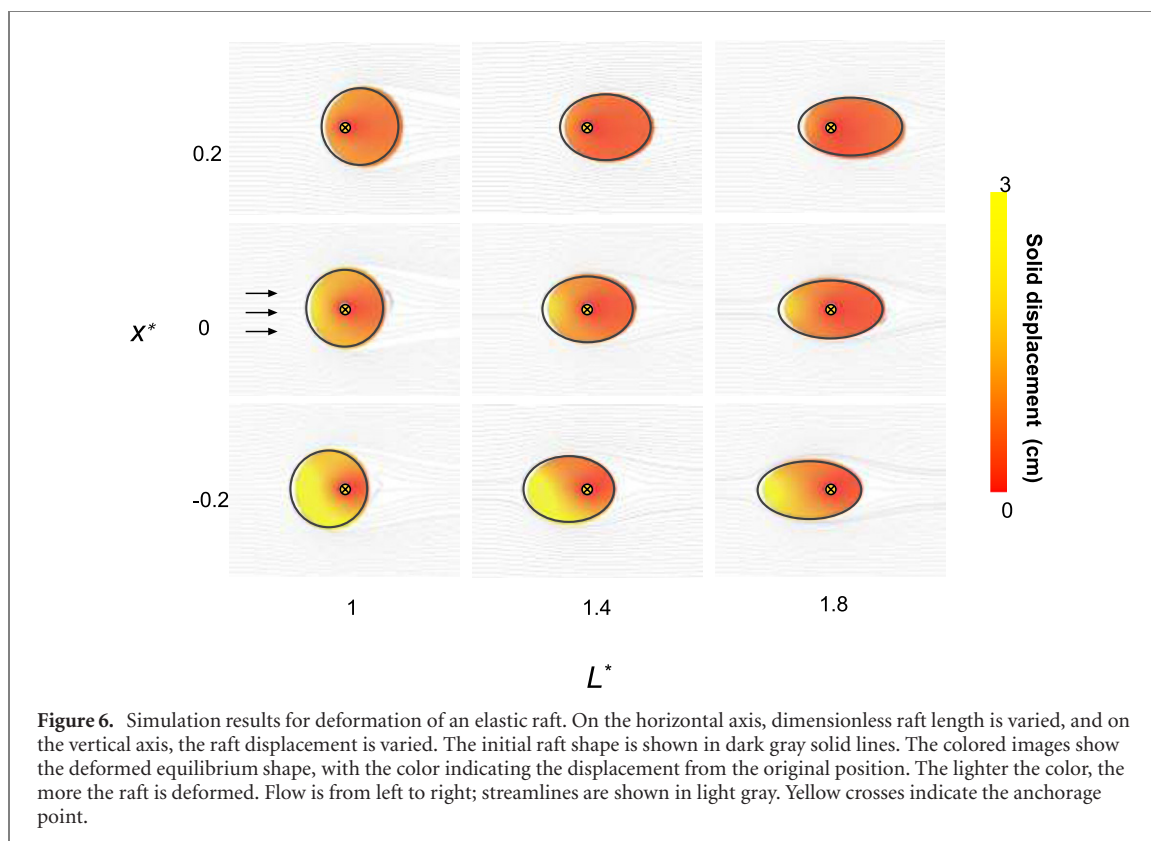 0.2
3
Solid displacement (cm)
x* 0
-0.2
0
1 1.4 1.8
L*
Figure 6. Simulation results for deformation of an elastic raft. On the horizontal axis, dimensionless raft length is varied, and on
the vertical axis, the raft displacement is varied. The initial raft shape is shown in dark gray solid lines. The colored images show
the deformed equilibrium shape, with the color indicating the displacement from the original position. The lighter the color, the
more the raft is deformed. Flow is from left to right; streamlines are shown in light gray. Yellow crosses indicate the anchorage
point.